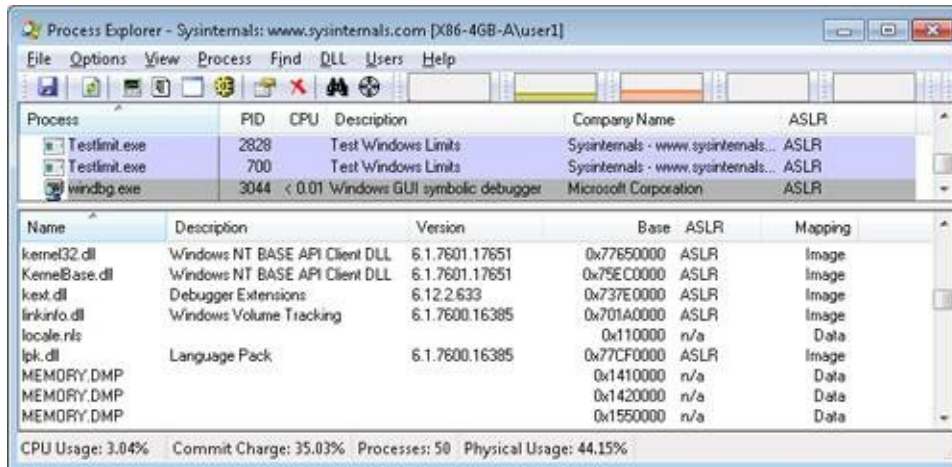 Process Explorer - Sysinternals: www.sysinternals.com [X86-4GB-A\user1]
File Options View Process Find DLL Users Help
Process PID CPU Description Company Name ASLR
Testlimit.exe 2828 Test Windows Limits Sysinternals - www.sysinternals... ASLR
Testlimit.exe 700 Test Windows Limits Sysinternals - www.sysinternals... ASLR
windbg.exe 3044 < 0.01 Windows GUI symbolic debugger Microsoft Corporation ASLR
Name Description Version Base ASLR Mapping
kernel32.dll Windows NT BASE API Client DLL 6.1.7601.17651 0x77650000 ASLR Image
KernelBase.dll Windows NT BASE API Client DLL 6.1.7601.17651 0x75EC0000 ASLR Image
kext.dll Debugger Extensions 6.12.2.633 0x737E0000 ASLR Image
linkinfo.dll Windows Volume Tracking 6.1.7600.16385 0x701A0000 ASLR Image
locale.nls 0x110000 n/a Data
lpk.dll Language Pack 6.1.7600.16385 0x77CF0000 ASLR Image
MEMORY.DMP 0x1410000 n/a Data
MEMORY.DMP 0x1420000 n/a Data
MEMORY.DMP 0x1550000 n/a Data
CPU Usage: 3.04% Commit Charge: 35.03% Processes: 50 Physical Usage: 44.15%